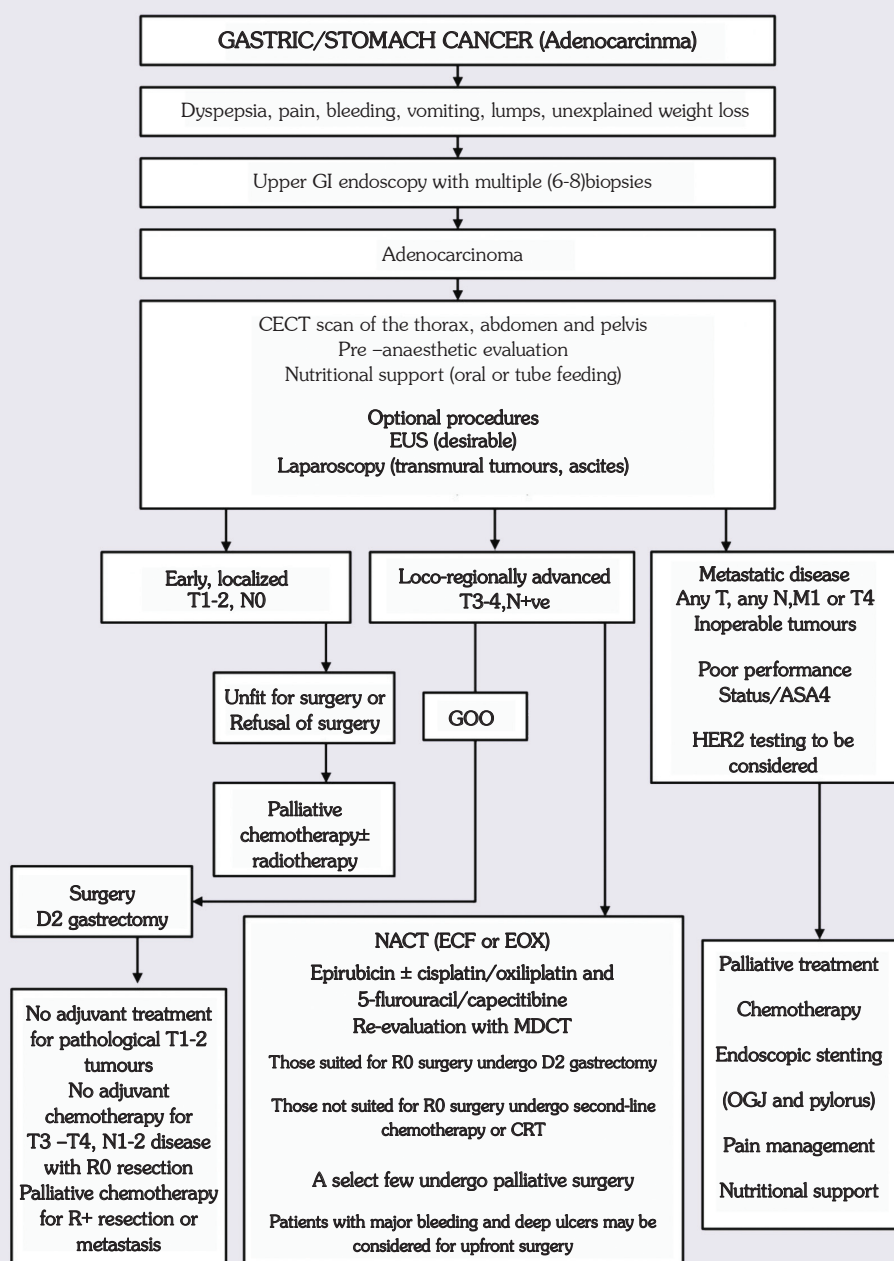 GASTRIC/STOMACH CANCER (Adenocarcinma)
Dyspepsia, pain, bleeding, vomiting, lumps, unexplained weight loss
Upper GI endoscopy with multiple (6-8)biopsies
Adenocarcinoma
CECT scan of the thorax, abdomen and pelvis
Pre –anaesthetic evaluation
Nutritional support (oral or tube feeding)
Optional procedures
EUS (desirable)
Laparoscopy (transmural tumours, ascites)
Early, localized
T1-2, N0
Loco-regionally advanced
T3-4,N+ve
Metastatic disease
Any T, any N,M1 or T4
Inoperable tumours
Poor performance
Status/ASA4
HER2 testing to be
considered
Unfit for surgery or
Refusal of surgery
GOO
Palliative
chemotherapy±
radiotherapy
Surgery
D2 gastrectomy
No adjuvant treatment
for pathological T1-2
tumours
No adjuvant
chemotherapy for
T3 –T4, N1-2 disease
with R0 resection
Palliative chemotherapy
for R+ resection or
metastasis
NACT (ECF or EOX)
Epirubicin ± cisplatin/oxiliplatin and
5-flurouracil/capecitibine
Re-evaluation with MDCT
Those suited for R0 surgery undergo D2 gastrectomy
Those not suited for R0 surgery undergo second-line
chemotherapy or CRT
A select few undergo palliative surgery
Patients with major bleeding and deep ulcers may be
considered for upfront surgery
Palliative treatment
Chemotherapy
Endoscopic stenting
(OGJ and pylorus)
Pain management
Nutritional support